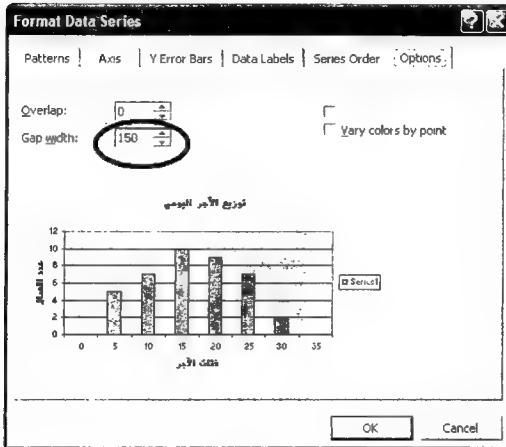 Format Data Series
Patterns Axis Y Error Bars Data Labels Series Order Options
Overlap: 0
Gap width: 150
Vary colors by point
توزيع الأجر اليومي
12
10
8
6
4
2
0
0 5 10 15 20 25 30 35
عدد العمال
فئات الأجر
Series1
OK Cancel